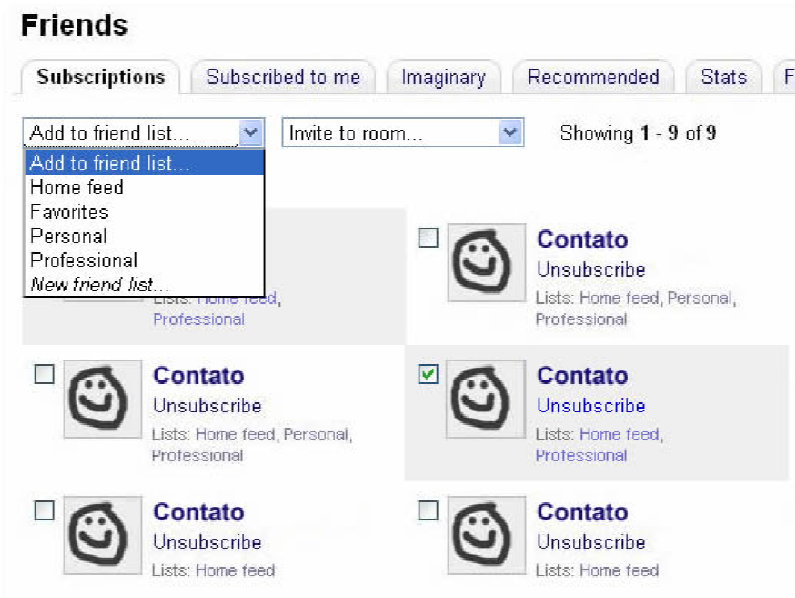 Friends
Subscriptions Subscribed to me Imaginary Recommended Stats F
Add to friend list... Invite to room... Showing 1 - 9 of 9
Add to friend list...
Home feed
Favorites
Personal
Professional
New friend list...
Lists: Home feed,
Professional
Contato
Unsubscribe
Lists: Home feed, Personal,
Professional
Contato
Unsubscribe
Lists: Home feed, Personal,
Professional
Contato
Unsubscribe
Lists: Home feed,
Professional
Contato
Unsubscribe
Lists: Home feed
Contato
Unsubscribe
Lists: Home feed